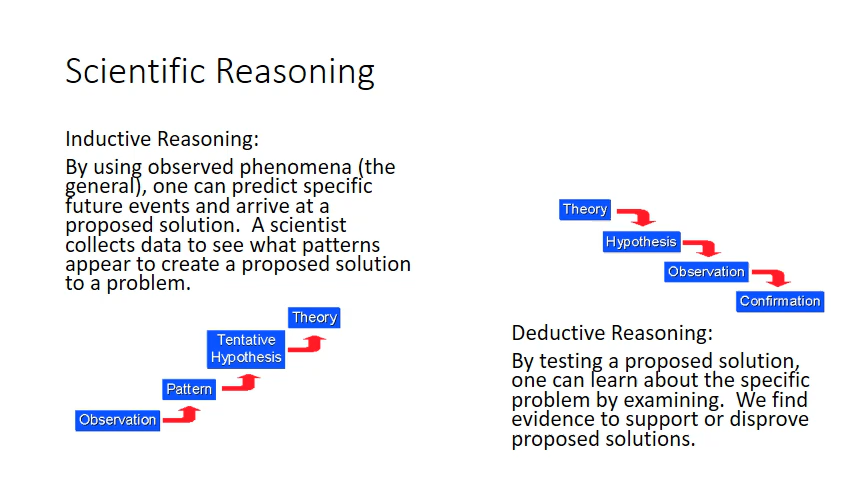 Scientific Reasoning
Inductive Reasoning:
By using observed phenomena (the
general), one can predict specific
future events and arrive at a
proposed solution.  A scientist
collects data to see what patterns
appear to create a proposed solution
to a problem.
Theory
Tentative
Hypothesis
Pattern
Observation
Theory
Hypothesis
Observation
Confirmation
Deductive Reasoning:
By testing a proposed solution,
one can learn about the specific
problem by examining.  We find
evidence to support or disprove
proposed solutions.